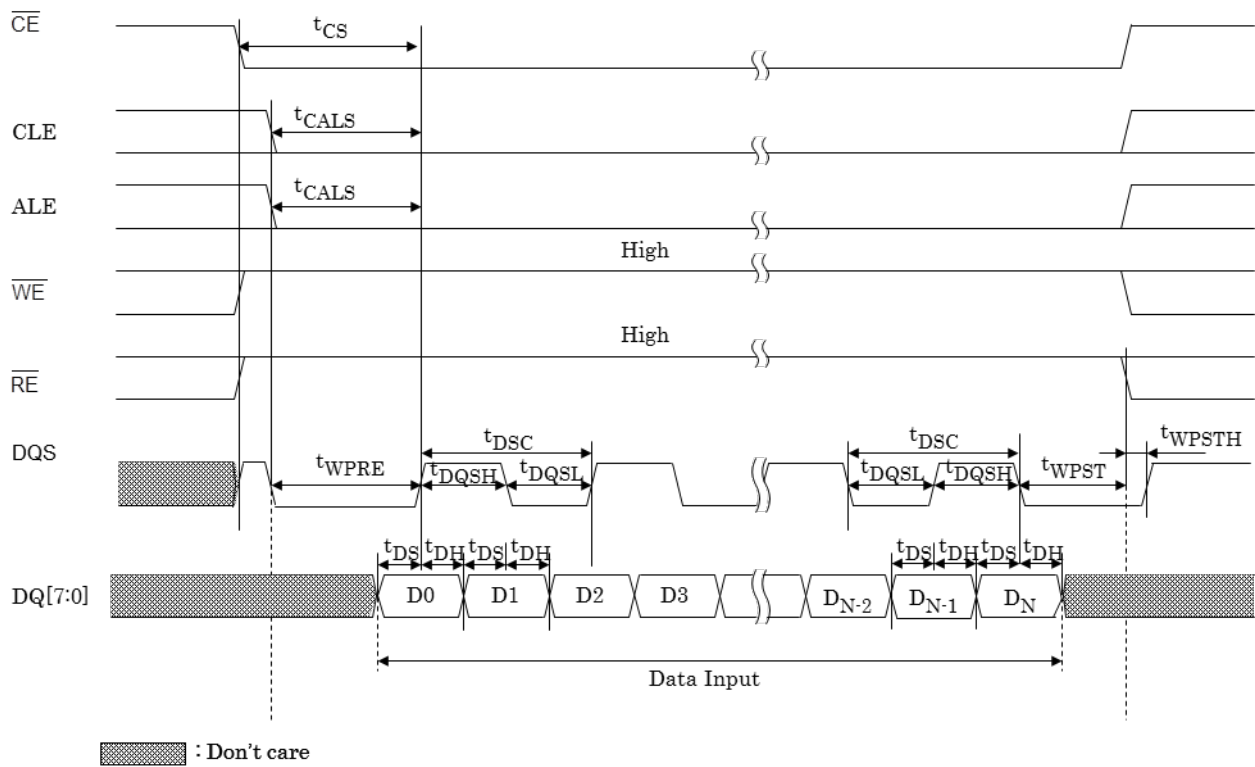 CE
tCS
CLE
tCALS
ALE
tCALS
High
WE
High
RE
DQS
tWPRE
tDSC
tDQSH
tDQSL
tDSC
tDQSL
tDQSH
tWPST
tWPSTH
DQ[7:0]
tDS
tDH
tDS
tDH
tDS
tDH
tDS
tDH
D0
D1
D2
D3
DN-2
DN-1
DN
Data Input
: Don't care